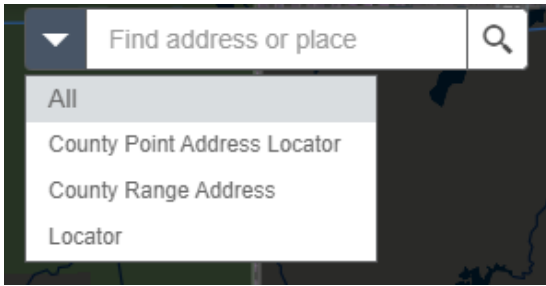 Find address or place
All
County Point Address Locator
County Range Address
Locator